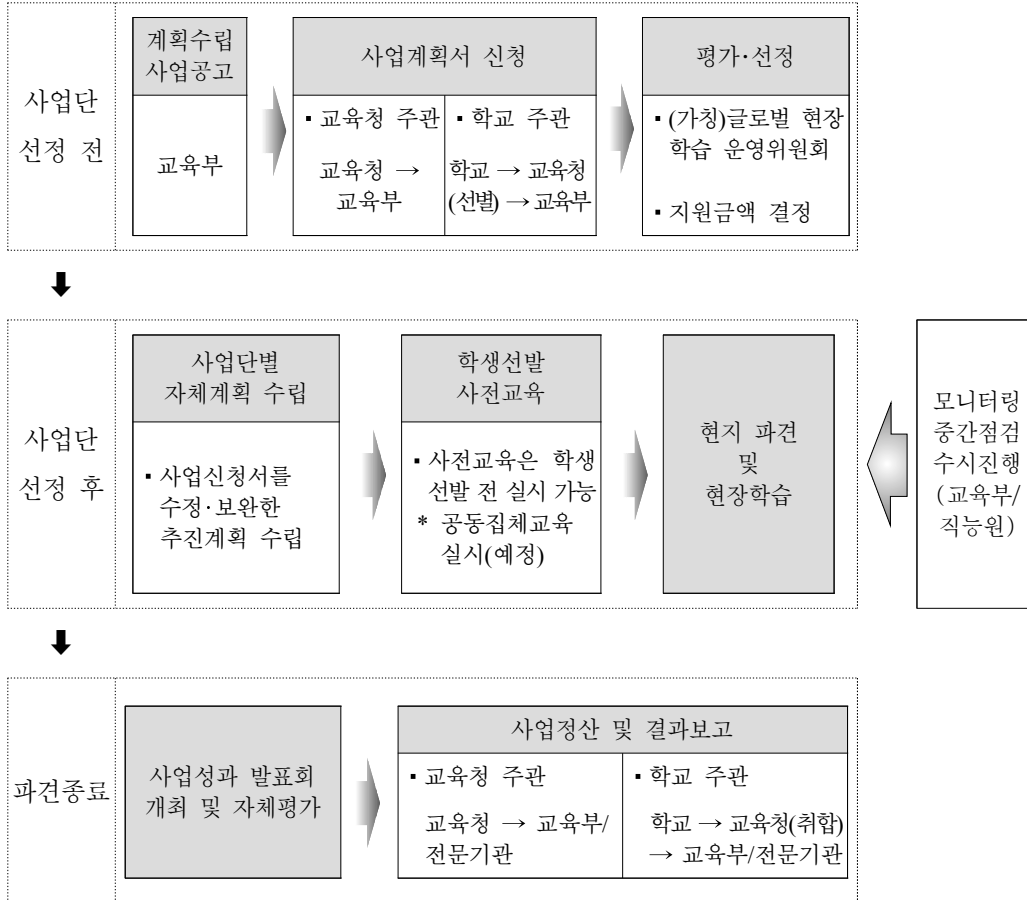 사업단
선정 전
계획수립
사업공고
교육부
사업계획서 신청
▪ 교육청 주관
교육청 →
교육부
▪ 학교 주관
학교 → 교육청
(선별) → 교육부
평가·선정
▪ (가칭)글로벌 현장
학습 운영위원회
▪ 지원금액 결정
사업단
선정 후
사업단별
자체계획 수립
▪ 사업신청서를
수정·보완한
추진계획 수립
학생선발
사전교육
▪ 사전교육은 학생
선발 전 실시 가능
* 공동집체교육
실시(예정)
현지 파견
및
현장학습
모니터링
중간점검
수시진행
(교육부/
직능원)
파견종료
사업성과 발표회
개최 및 자체평가
사업정산 및 결과보고
▪ 교육청 주관
교육청 → 교육부/
전문기관
▪ 학교 주관
학교 → 교육청(취합)
→ 교육부/전문기관